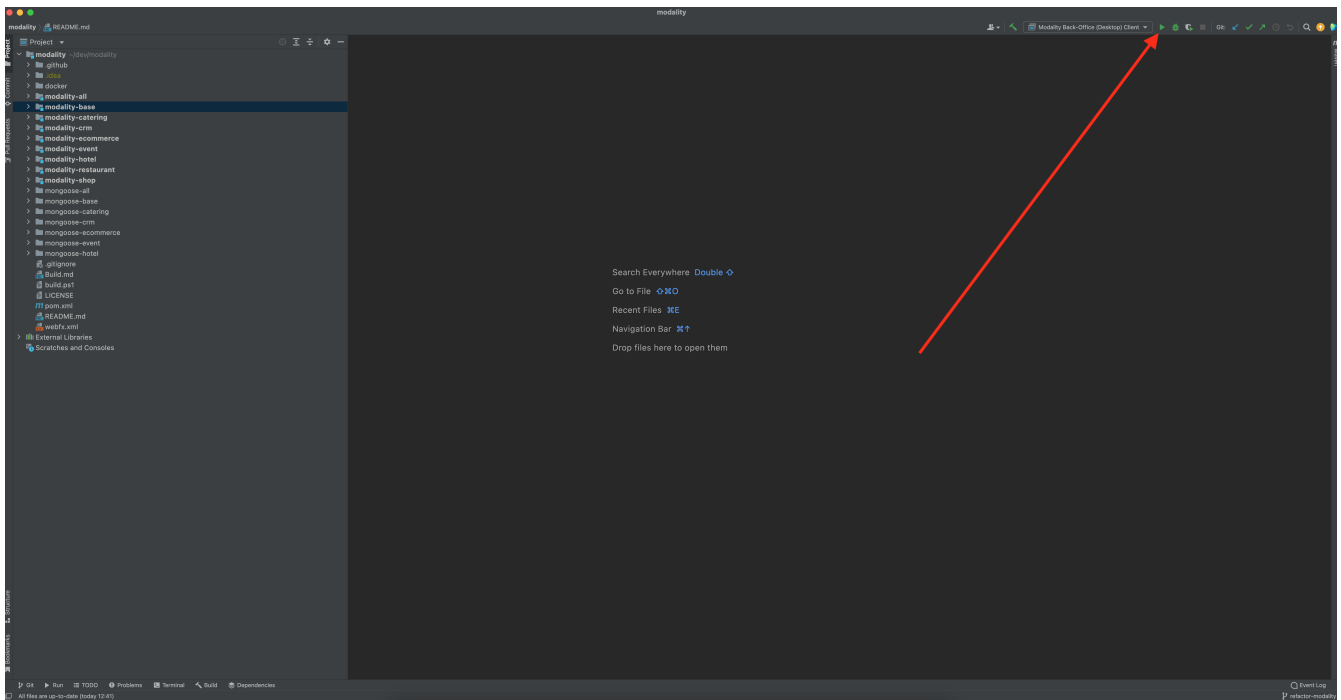 modality
modality README.md
Modality Back-Office (Desktop) Client
Git:
Project
modality ~/dev/modality
.github
.idea
docker
modality-all
modality-base
modality-catering
modality-crm
modality-ecommerce
modality-event
modality-hotel
modality-restaurant
modality-shop
mongoose-all
mongoose-base
mongoose-catering
mongoose-crm
mongoose-ecommerce
mongoose-event
mongoose-hotel
.gitignore
Build.md
build.ps1
LICENSE
pom.xml
README.md
webfx.xml
External Libraries
Scratches and Consoles
Project
Commit
Pull Requests
Structure
Bookmarks
Search Everywhere Double ⇧
Go to File ⇧⌘O
Recent Files ⌘E
Navigation Bar ⌘↑
Drop files here to open them
Git Run TODO Problems Terminal Build Dependencies
Event Log
All files are up-to-date (today 12:41)
refactor-modality